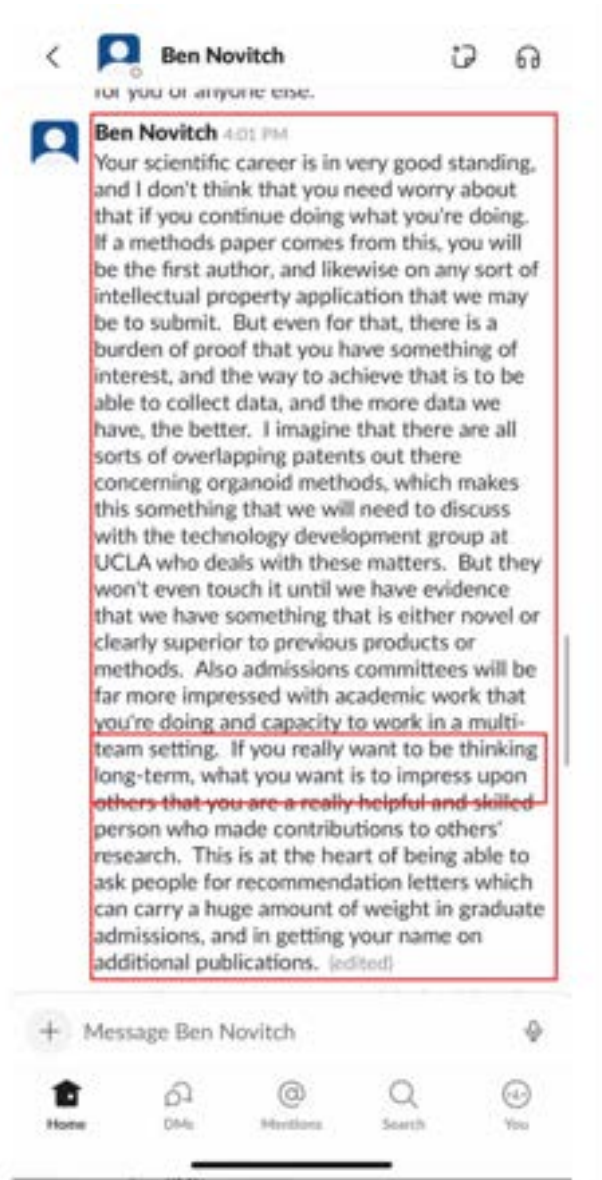 Ben Novitch
for you or anyone else.
Ben Novitch 4:01 PM
Your scientific career is in very good standing,
and I don't think that you need worry about
that if you continue doing what you're doing.
If a methods paper comes from this, you will
be the first author, and likewise on any sort of
intellectual property application that we may
be to submit. But even for that, there is a
burden of proof that you have something of
interest, and the way to achieve that is to be
able to collect data, and the more data we
have, the better. I imagine that there are all
sorts of overlapping patents out there
concerning organoid methods, which makes
this something that we will need to discuss
with the technology development group at
UCLA who deals with these matters. But they
won't even touch it until we have evidence
that we have something that is either novel or
clearly superior to previous products or
methods. Also admissions committees will be
far more impressed with academic work that
you're doing and capacity to work in a multi-
team setting. If you really want to be thinking
long-term, what you want is to impress upon
others that you are a really helpful and skilled
person who made contributions to others'
research. This is at the heart of being able to
ask people for recommendation letters which
can carry a huge amount of weight in graduate
admissions, and in getting your name on
additional publications. (edited)
Message Ben Novitch
Home DMs Mentions Search You